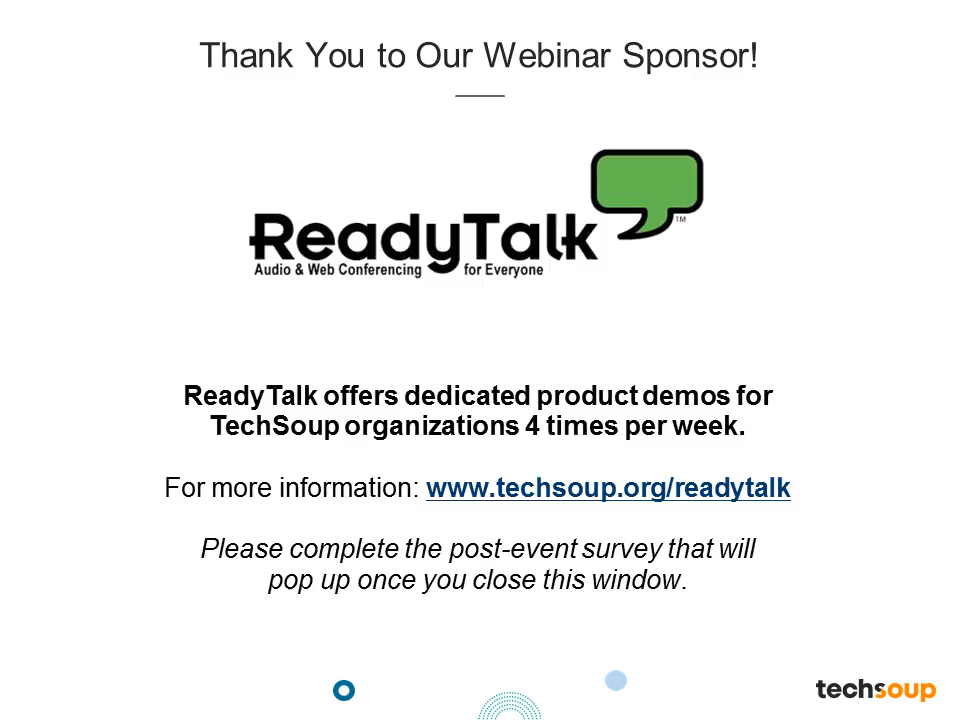 Thank You to Our Webinar Sponsor!
ReadyTalk
TM
Audio & Web Conferencing for Everyone
ReadyTalk offers dedicated product demos for
TechSoup organizations 4 times per week.
For more information: www.techsoup.org/readytalk
Please complete the post-event survey that will
pop up once you close this window.
techsoup